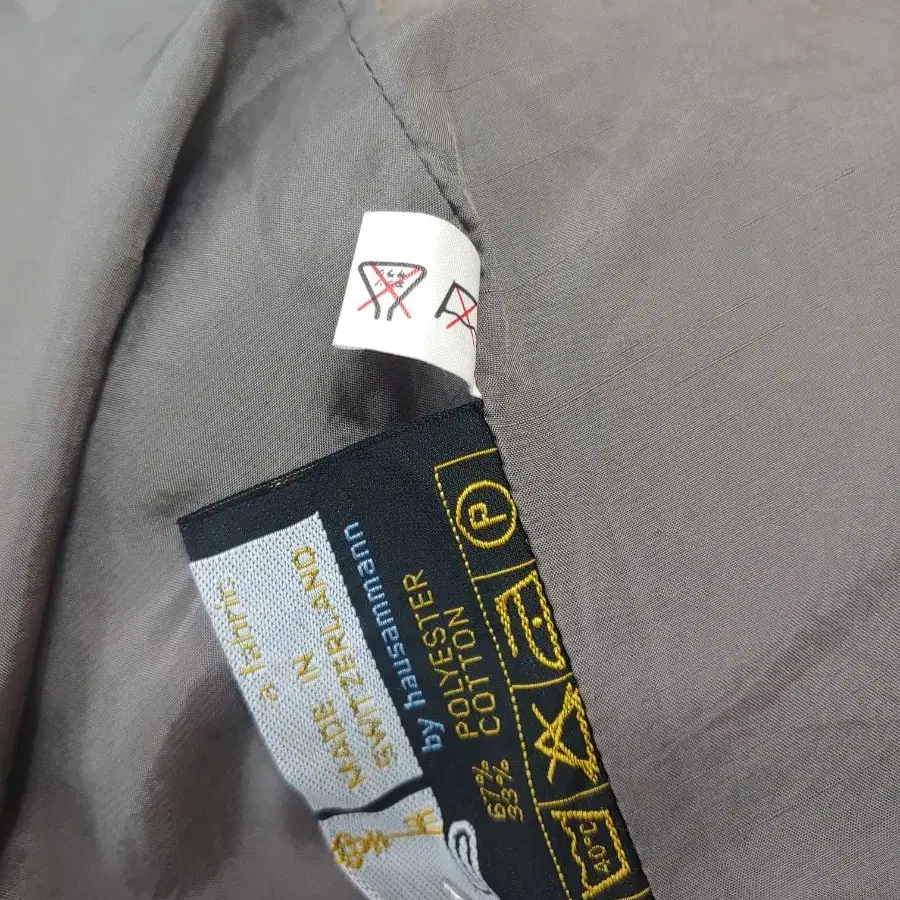 a fabric
MADE IN
SWITZERLAND
by hausammann
67% POLYESTER
33% COTTON
P
40°C
H